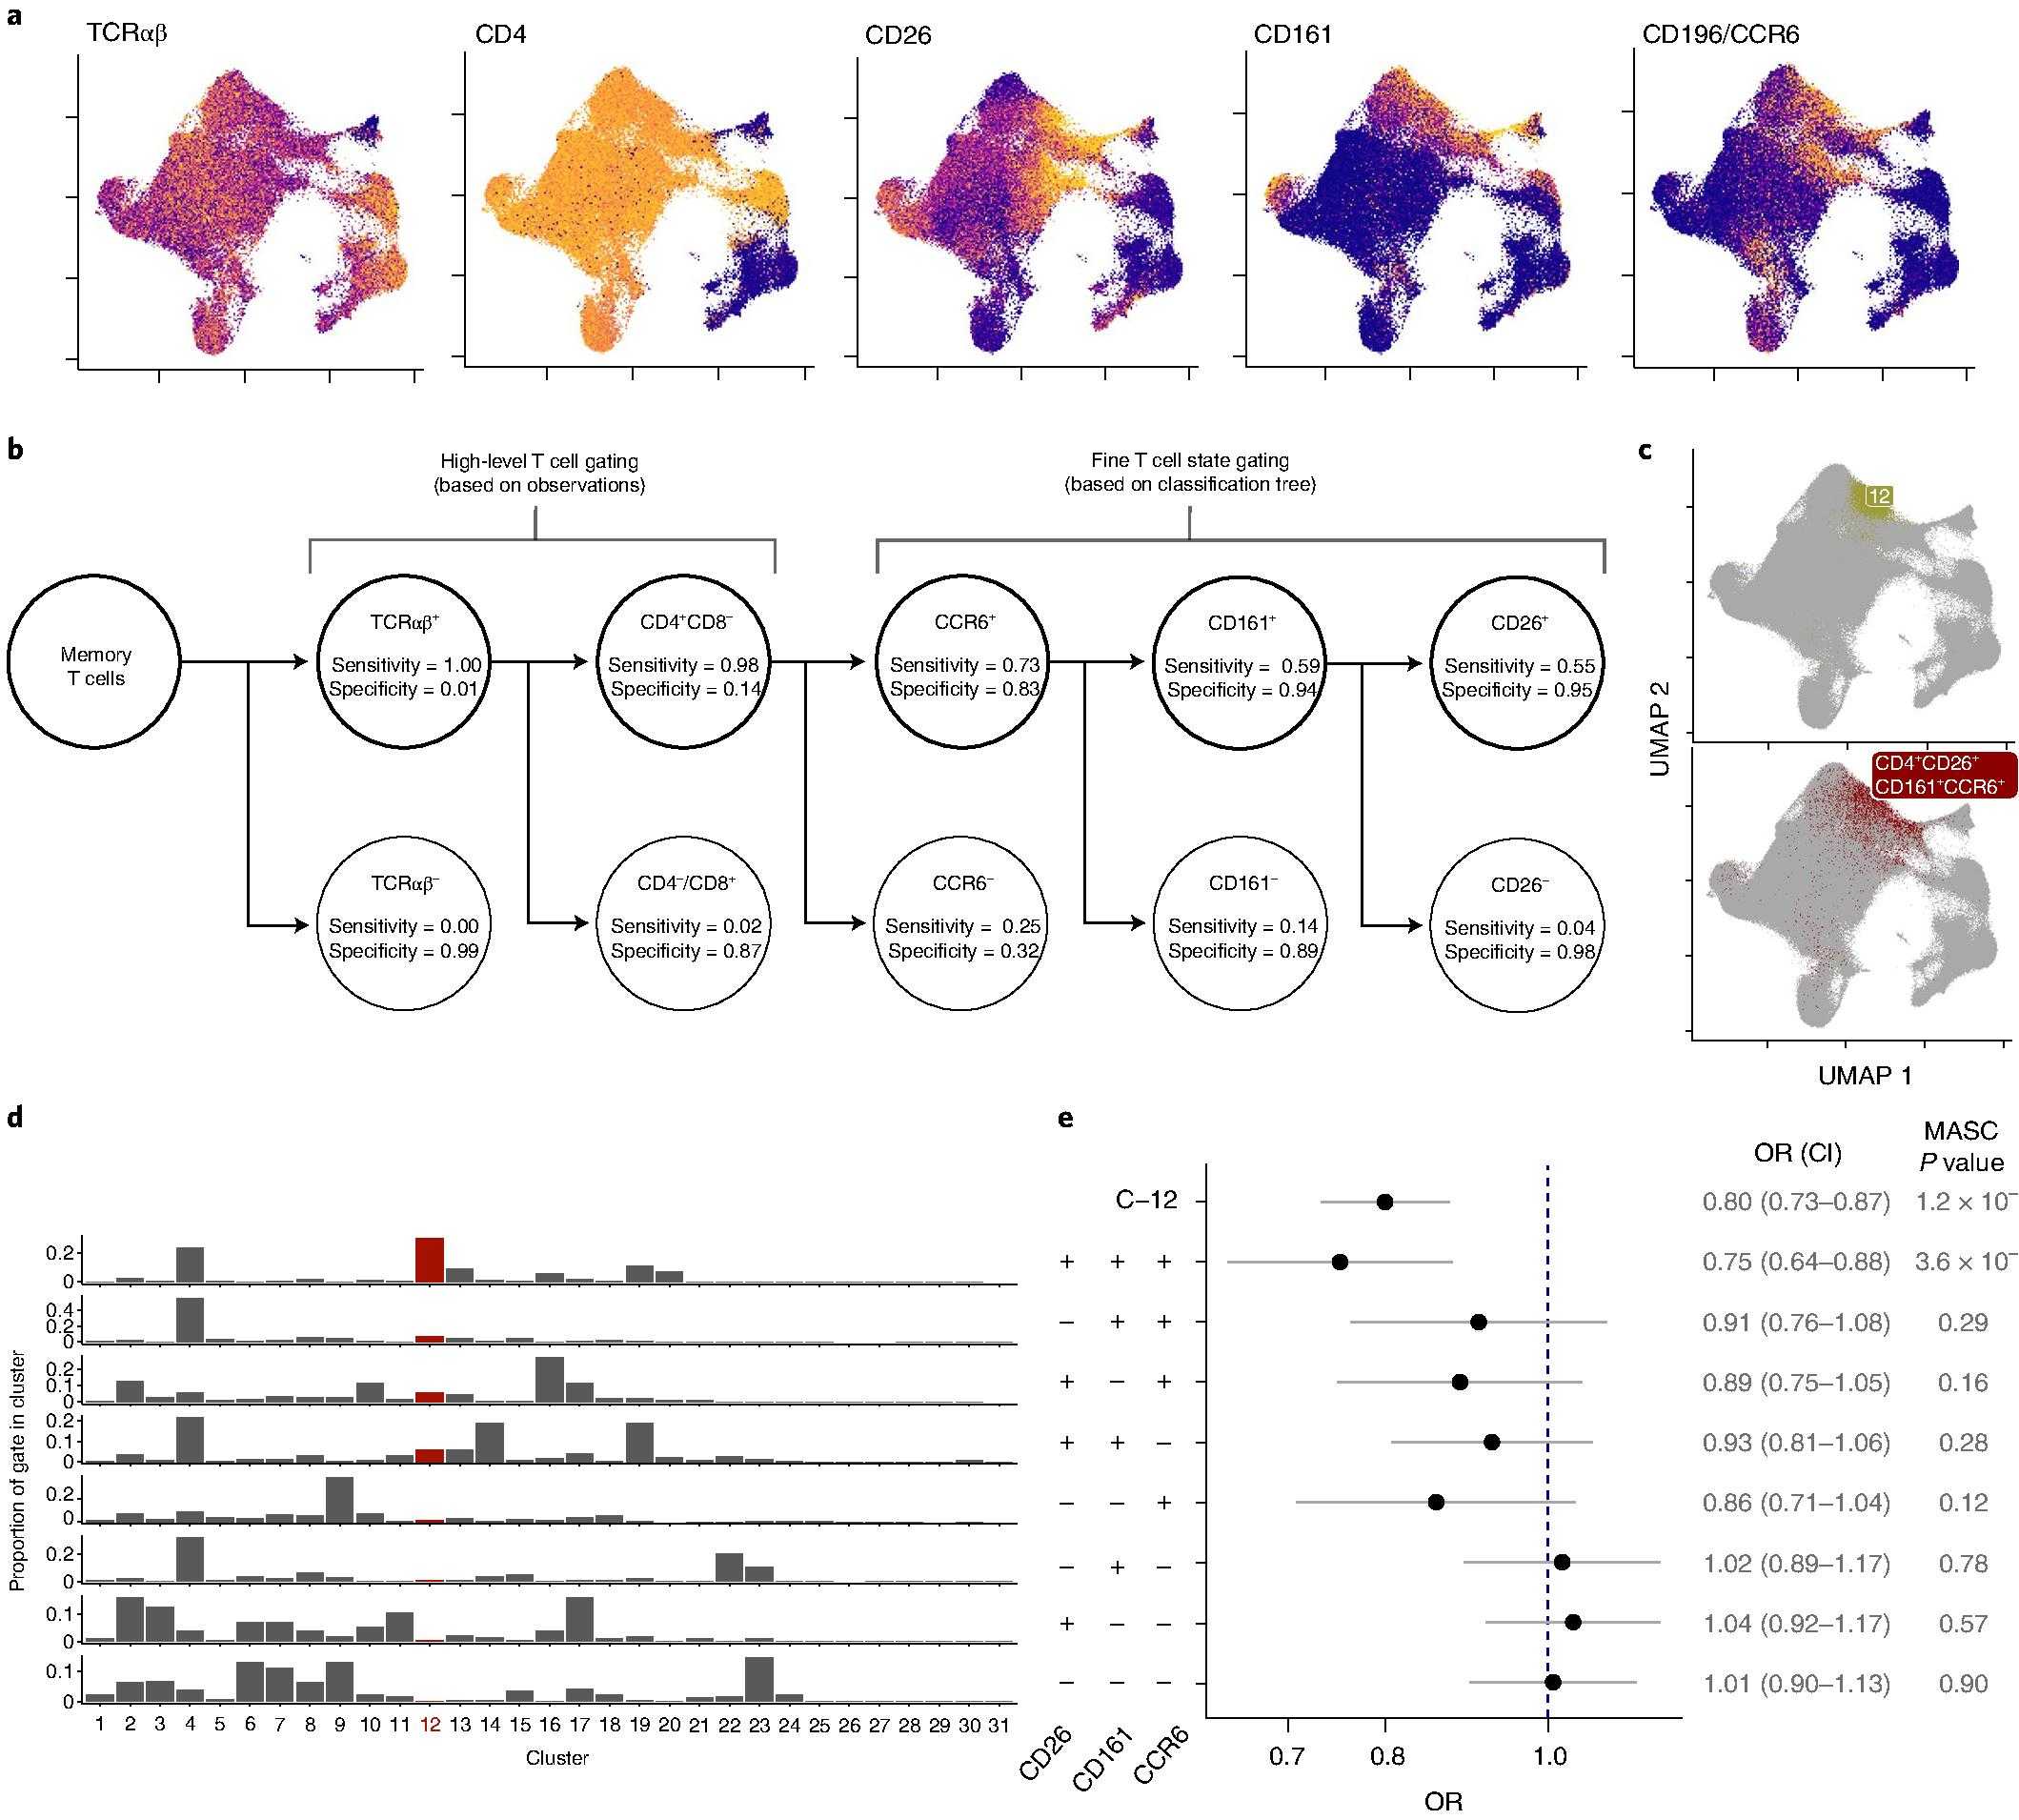 a
TCRαβ
CD4
CD26
CD161
CD196/CCR6
b
High-level T cell gating
(based on observations)
Fine T cell state gating
(based on classification tree)
Memory
T cells
TCRαβ⁺
Sensitivity = 1.00
Specificity = 0.01
CD4⁺CD8⁻
Sensitivity = 0.98
Specificity = 0.14
CCR6⁺
Sensitivity = 0.73
Specificity = 0.83
CD161⁺
Sensitivity = 0.59
Specificity = 0.94
CD26⁺
Sensitivity = 0.55
Specificity = 0.95
TCRαβ⁻
Sensitivity = 0.00
Specificity = 0.99
CD4⁻/CD8⁺
Sensitivity = 0.02
Specificity = 0.87
CCR6⁻
Sensitivity = 0.25
Specificity = 0.32
CD161⁻
Sensitivity = 0.14
Specificity = 0.89
CD26⁻
Sensitivity = 0.04
Specificity = 0.98
c
12
CD4⁺CD26⁺
CD161⁺CCR6⁺
UMAP 2
UMAP 1
d
Proportion of gate in cluster
0.2
0
0.4
0.2
0
0.2
0.1
0
0.2
0.1
0
0.2
0
0.2
0
0.1
0
0.1
0
1 2 3 4 5 6 7 8 9 10 11 12 13 14 15 16 17 18 19 20 21 22 23 24 25 26 27 28 29 30 31
Cluster
e
OR (CI)
MASC
P value
C−12 0.80 (0.73–0.87) 1.2 × 10⁻
+ + + 0.75 (0.64–0.88) 3.6 × 10⁻
− + + 0.91 (0.76–1.08) 0.29
+ − + 0.89 (0.75–1.05) 0.16
+ + − 0.93 (0.81–1.06) 0.28
− − + 0.86 (0.71–1.04) 0.12
− + − 1.02 (0.89–1.17) 0.78
+ − − 1.04 (0.92–1.17) 0.57
− − − 1.01 (0.90–1.13) 0.90
CD26 CD161 CCR6
0.7 0.8 1.0
OR